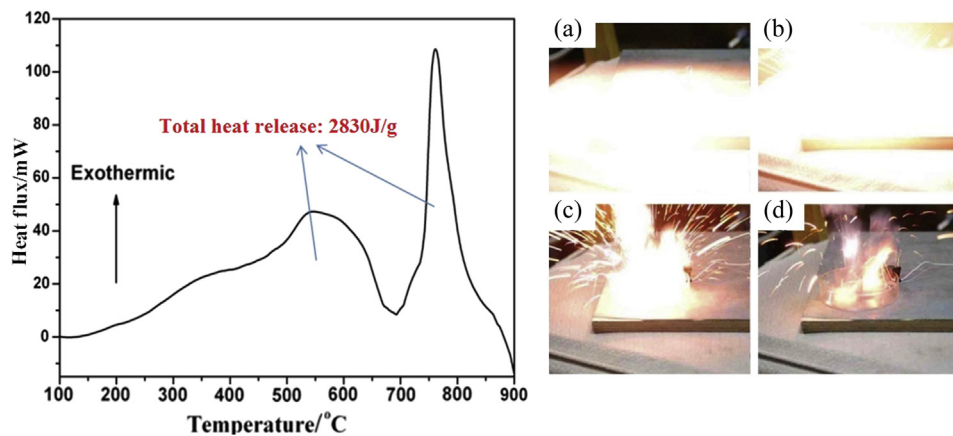 120
100
80
60
40
20
0
Heat flux/mW
Total heat release: 2830J/g
Exothermic
100 200 300 400 500 600 700 800 900
Temperature/°C
(a) (b)
(c) (d)